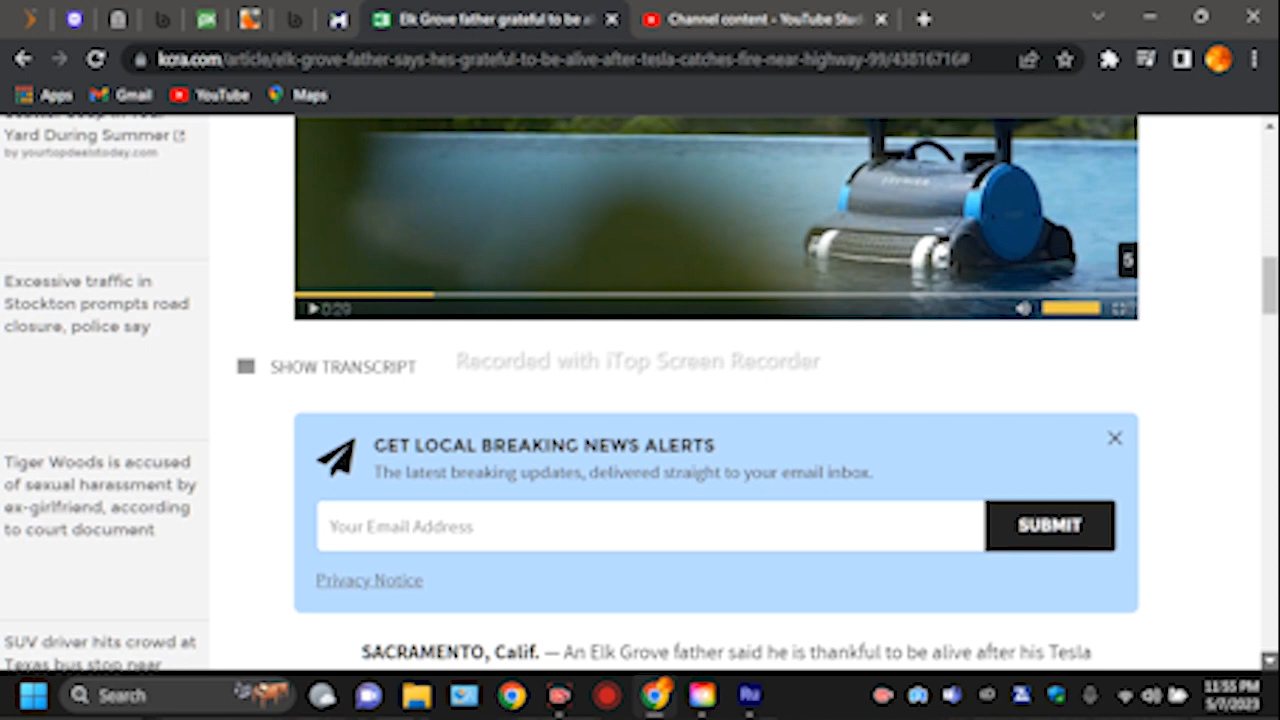 Elk Grove father grateful to be a
Channel content - YouTube Stud
kcra.com/article/elk-grove-father-says-hes-grateful-to-be-alive-after-tesla-catches-fire-near-highway-99/43816716#
Apps Gmail YouTube Maps
Yard During Summer
by yourtopdealstoday.com
Excessive traffic in
Stockton prompts road
closure, police say
Tiger Woods is accused
of sexual harassment by
ex-girlfriend, according
to court document
SUV driver hits crowd at
Texas bus stop near
5
0:29
SHOW TRANSCRIPT
Recorded with iTop Screen Recorder
GET LOCAL BREAKING NEWS ALERTS
The latest breaking updates, delivered straight to your email inbox.
Your Email Address
SUBMIT
Privacy Notice
SACRAMENTO, Calif. — An Elk Grove father said he is thankful to be alive after his Tesla
Search
Ru
11:55 PM
5/7/2023